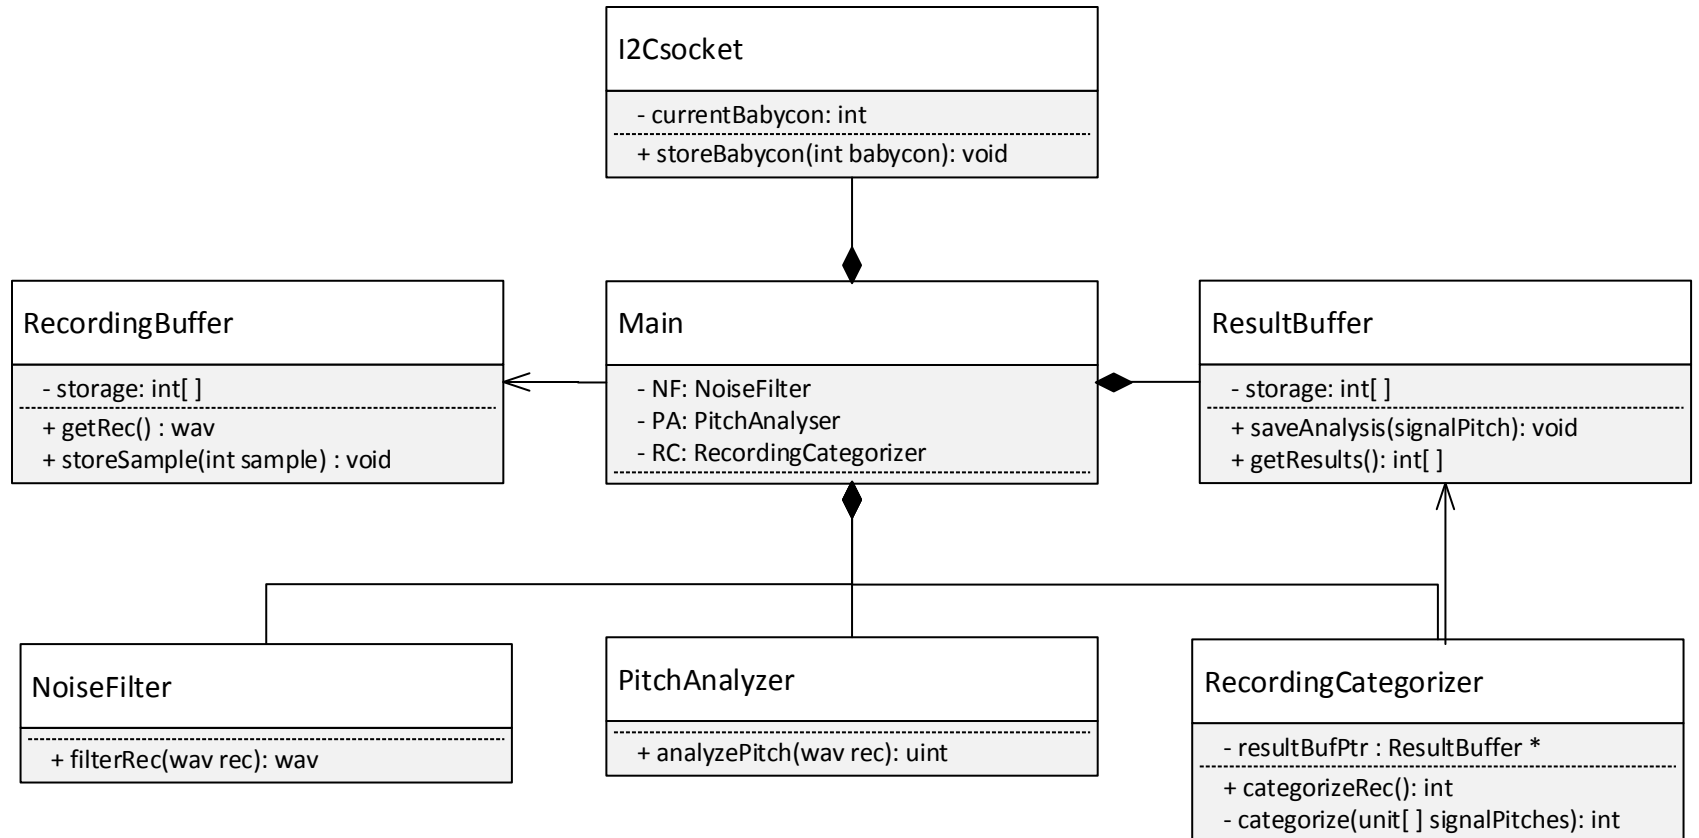 I2Csocket
- currentBabycon: int
+ storeBabycon(int babycon): void
RecordingBuffer
- storage: int[ ]
+ getRec() : wav
+ storeSample(int sample) : void
Main
- NF: NoiseFilter
- PA: PitchAnalyser
- RC: RecordingCategorizer
ResultBuffer
- storage: int[ ]
+ saveAnalysis(signalPitch): void
+ getResults(): int[ ]
NoiseFilter
+ filterRec(wav rec): wav
PitchAnalyzer
+ analyzePitch(wav rec): uint
RecordingCategorizer
- resultBufPtr : ResultBuffer *
+ categorizeRec(): int
- categorize(unit[ ] signalPitches): int